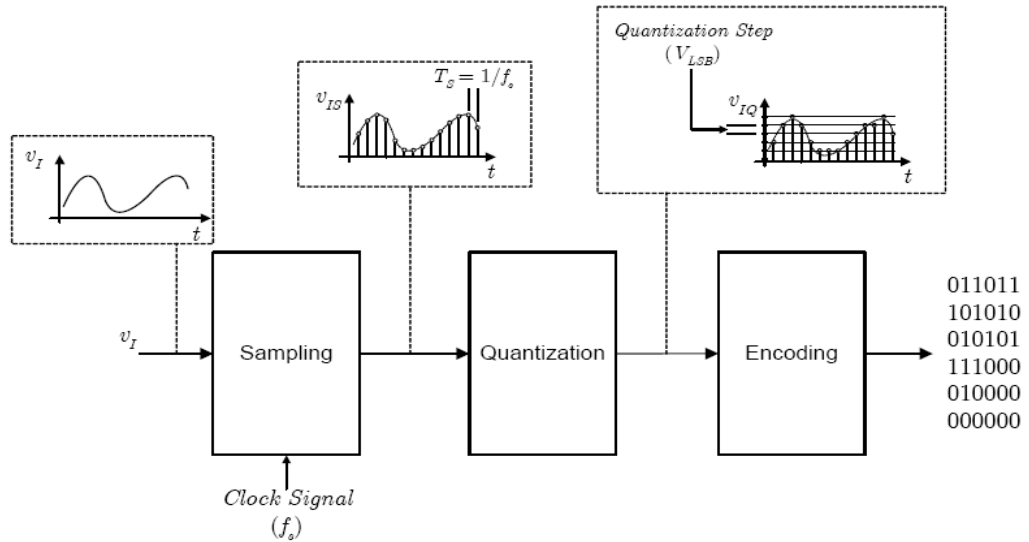 Quantization Step
(V_LSB)
T_S = 1/f_s
v_IS
v_IQ
t
t
v_I
t
v_I
Sampling
Quantization
Encoding
011011
101010
010101
111000
010000
000000
Clock Signal
(f_s)